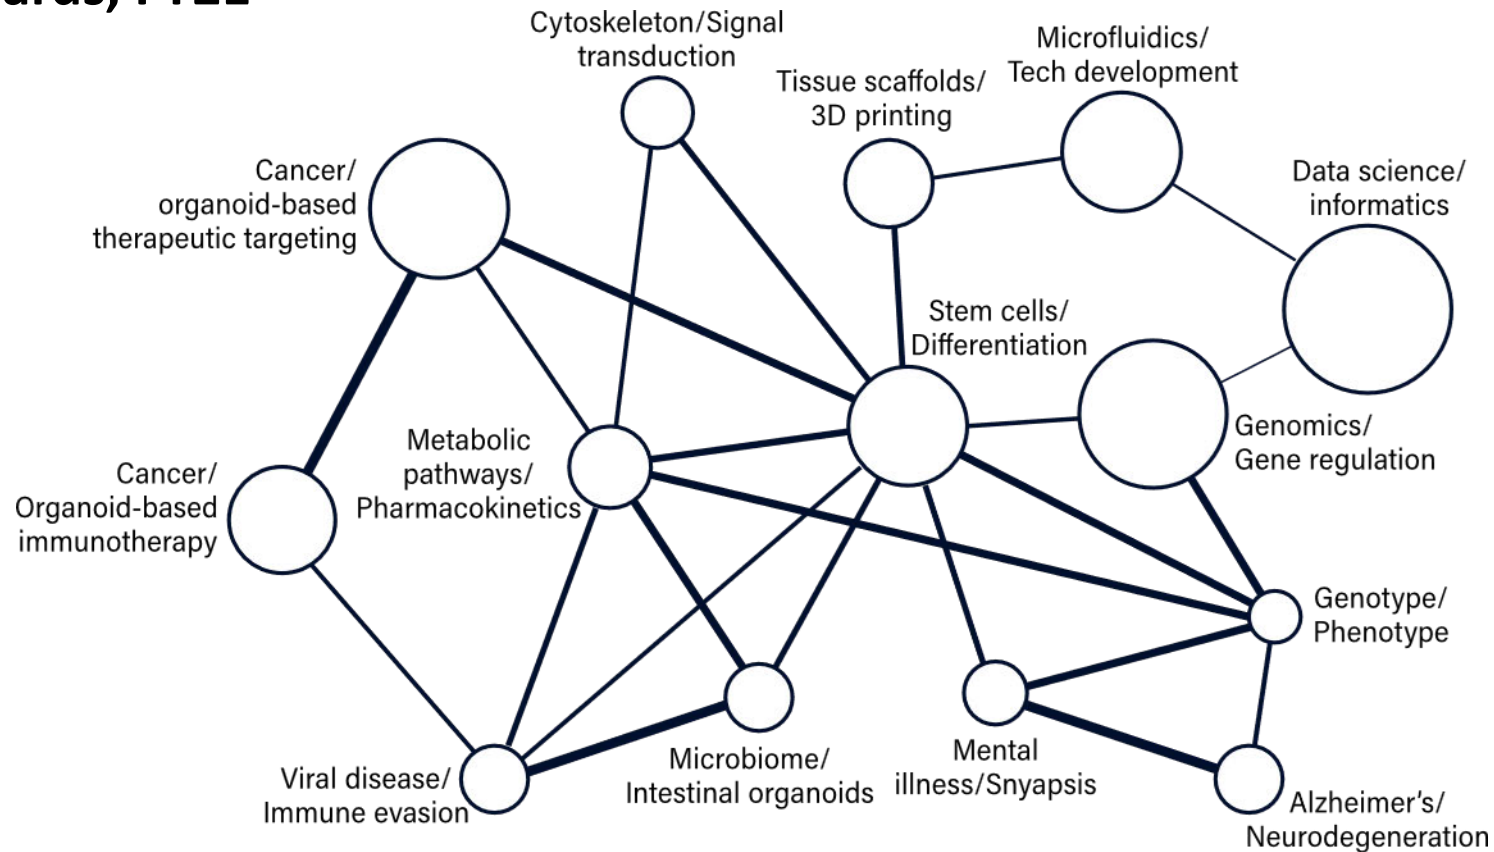 Cytoskeleton/Signal
transduction
Microfluidics/
Tech development
Tissue scaffolds/
3D printing
Cancer/
organoid-based
therapeutic targeting
Data science/
informatics
Stem cells/
Differentiation
Genomics/
Gene regulation
Metabolic
pathways/
Pharmacokinetics
Cancer/
Organoid-based
immunotherapy
Genotype/
Phenotype
Viral disease/
Immune evasion
Microbiome/
Intestinal organoids
Mental
illness/Snyapsis
Alzheimer's/
Neurodegeneration